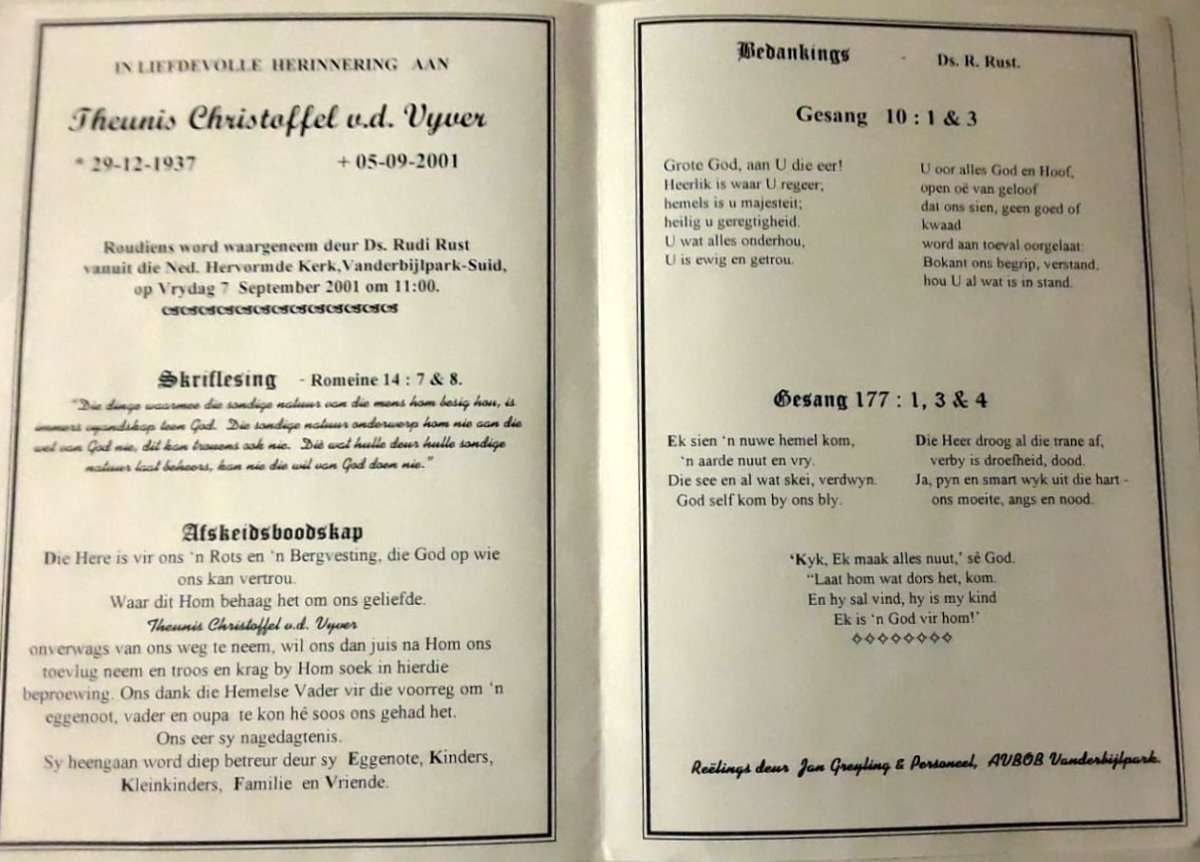 IN LIEFDEVOLLE HERINNERING AAN
Theunis Christoffel v.d. Vyver
* 29-12-1937 + 05-09-2001
Roudiens word waargeneem deur Ds. Rudi Rust
vanuit die Ned. Hervormde Kerk,Vanderbijlpark-Suid,
op Vrydag 7 September 2001 om 11:00.
Skriflesing - Romeine 14 : 7 & 8.
"Die dinge waarmee die sondige natuur van die mens hom besig hou, is
immers vyandskap teen God. Die sondige natuur onderwerp hom nie aan die
wet van God nie, dit kan trouens ook nie. Dié wat hulle deur hulle sondige
natuur laat beheers, kan nie die wil van God doen nie."
Afskeidsboodskap
Die Here is vir ons 'n Rots en 'n Bergvesting, die God op wie
ons kan vertrou.
Waar dit Hom behaag het om ons geliefde.
Theunis Christoffel v.d. Vyver
onverwags van ons weg te neem, wil ons dan juis na Hom ons
toevlug neem en troos en krag by Hom soek in hierdie
beproewing. Ons dank die Hemelse Vader vir die voorreg om 'n
eggenoot, vader en oupa te kon hê soos ons gehad het.
Ons eer sy nagedagtenis.
Sy heengaan word diep betreur deur sy Eggenote, Kinders,
Kleinkinders, Familie en Vriende.
Bedankings - Ds. R. Rust.
Gesang 10 : 1 & 3
Grote God, aan U die eer!
Heerlik is waar U regeer;
hemels is u majesteit;
heilig u geregtigheid.
U wat alles onderhou,
U is ewig en getrou.
U oor alles God en Hoof,
open oë van geloof
dat ons sien, geen goed of
kwaad
word aan toeval oorgelaat:
Bokant ons begrip, verstand,
hou U al wat is in stand.
Gesang 177 : 1, 3 & 4
Ek sien 'n nuwe hemel kom,
'n aarde nuut en vry.
Die see en al wat skei, verdwyn.
God self kom by ons bly.
Die Heer droog al die trane af,
verby is droefheid, dood.
Ja, pyn en smart wyk uit die hart -
ons moeite, angs en nood.
'Kyk, Ek maak alles nuut,' sê God.
"Laat hom wat dors het, kom.
En hy sal vind, hy is my kind
Ek is 'n God vir hom!'
Reëlings deur Jan Greyling & Personeel, AVBOB Vanderbijlpark.